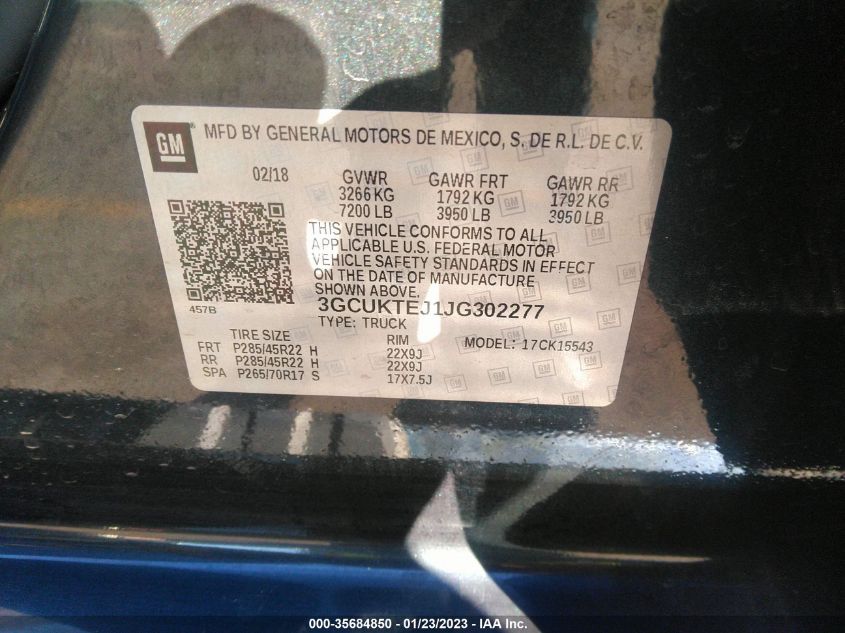 GM ® MFD BY GENERAL MOTORS DE MEXICO, S. DE R.L. DE C.V.
02/18 GVWR GAWR FRT GAWR RR
3266 KG 1792 KG 1792 KG
7200 LB 3950 LB 3950 LB
THIS VEHICLE CONFORMS TO ALL
APPLICABLE U.S. FEDERAL MOTOR
VEHICLE SAFETY STANDARDS IN EFFECT
ON THE DATE OF MANUFACTURE
SHOWN ABOVE.
457B 3GCUKTEJ1JG302277
TYPE: TRUCK
TIRE SIZE RIM MODEL: 17CK15543
FRT P285/45R22 H 22X9J
RR P285/45R22 H 22X9J
SPA P265/70R17 S 17X7.5J
000-35684850 / 01/23/2023 - IAA Inc.